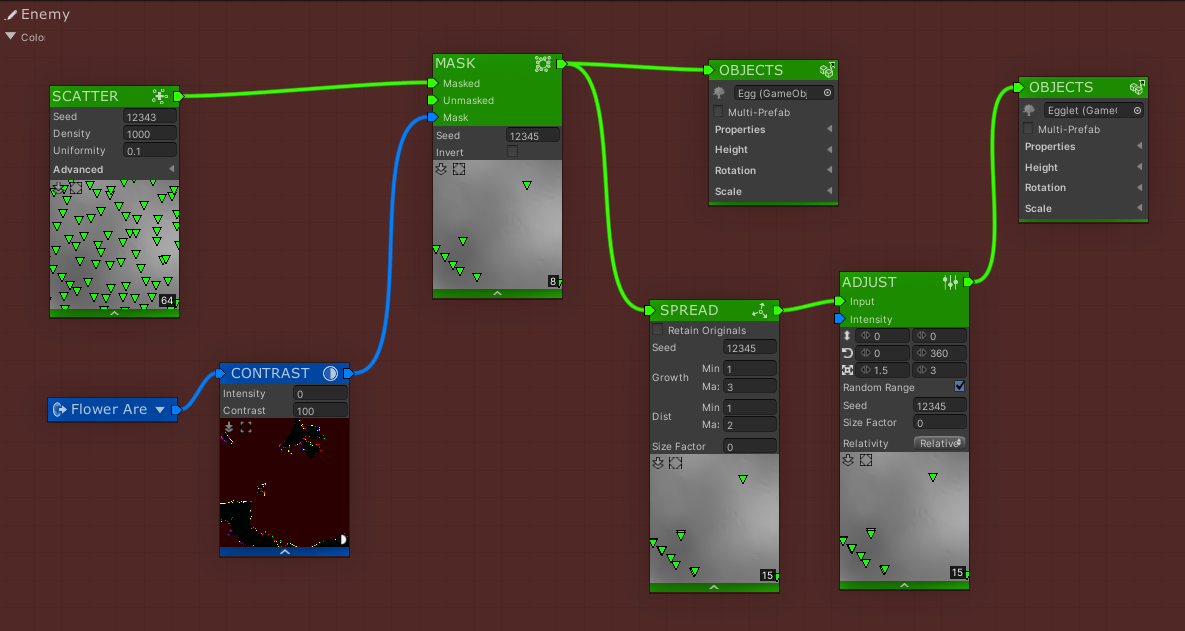 Enemy
Colo
SCATTER
Seed 12343
Density 1000
Uniformity 0.1
Advanced
64
Flower Are
CONTRAST
Intensity 0
Contrast 100
MASK
Masked
Unmasked
Mask
Seed 12345
Invert
8
SPREAD
Retain Originals
Seed 12345
Growth Min 1
Ma: 3
Dist Min 1
Ma: 2
Size Factor 0
15
OBJECTS
Egg (GameObj
Multi-Prefab
Properties
Height
Rotation
Scale
ADJUST
Input
Intensity
0 0
0 360
1.5 3
Random Range
Seed 12345
Size Factor 0
Relativity Relative
15
OBJECTS
Egglet (Game
Multi-Prefab
Properties
Height
Rotation
Scale